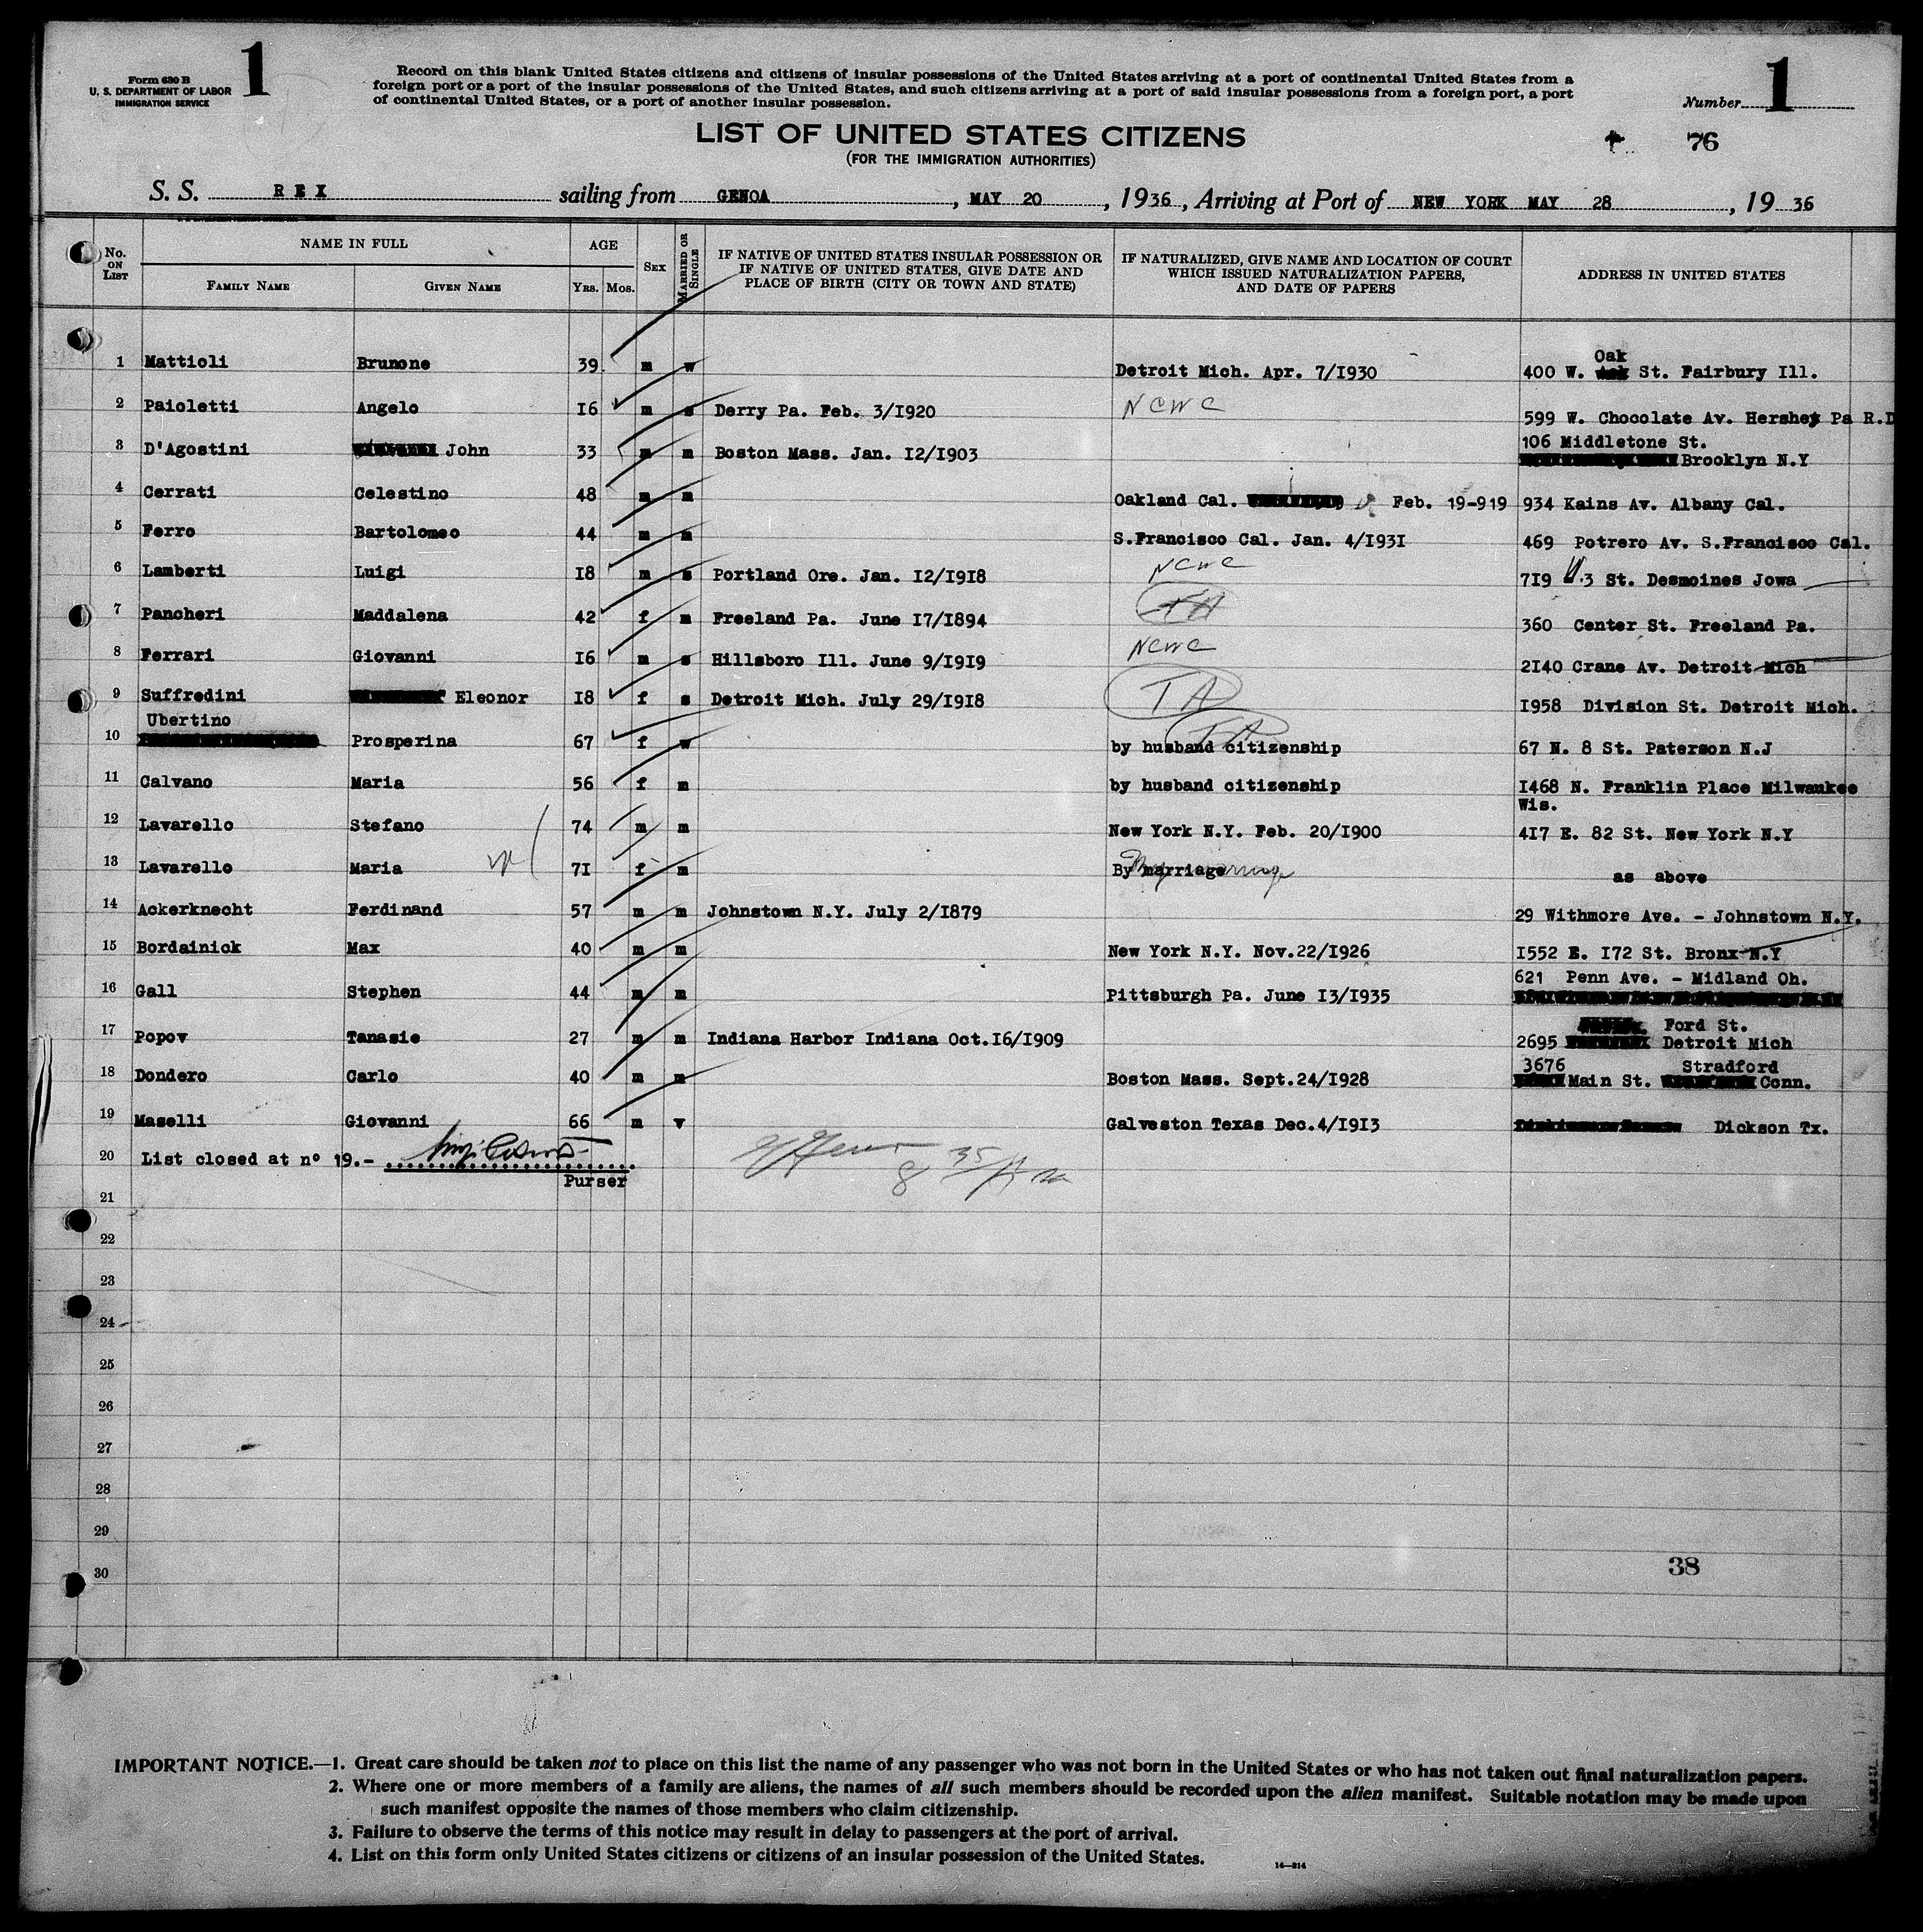 Form 630 B
U. S. DEPARTMENT OF LABOR
IMMIGRATION SERVICE
1
Record on this blank United States citizens and citizens of insular possessions of the United States arriving at a port of continental United States from a
foreign port or a port of the insular possessions of the United States, and such citizens arriving at a port of said insular possessions from a foreign port, a port
of continental United States, or a port of another insular possession.
Number 1
LIST OF UNITED STATES CITIZENS
(FOR THE IMMIGRATION AUTHORITIES)
76
S. S. REX sailing from GENOA, MAY 20, 1936, Arriving at Port of NEW YORK MAY 28, 19 36
No. ON LIST
NAME IN FULL
FAMILY NAME
GIVEN NAME
AGE
YRS. MOS.
SEX
MARRIED OR SINGLE
IF NATIVE OF UNITED STATES INSULAR POSSESSION OR
IF NATIVE OF UNITED STATES, GIVE DATE AND
PLACE OF BIRTH (CITY OR TOWN AND STATE)
IF NATURALIZED, GIVE NAME AND LOCATION OF COURT
WHICH ISSUED NATURALIZATION PAPERS,
AND DATE OF PAPERS
ADDRESS IN UNITED STATES
Oak
1 Mattioli Brunone 39 m w Detroit Mich. Apr. 7/1930 400 W. St. Fairbury Ill.
2 Paioletti Angelo 16 m s Derry Pa. Feb. 3/1920 NCWC 599 W. Chocolate Av. Hershey Pa R.D
106 Middletone St.
3 D'Agostini John 33 m m Boston Mass. Jan. 12/1903 Brooklyn N.Y
4 Cerrati Celestino 48 m m Oakland Cal. Feb. 19-919 934 Kains Av. Albany Cal.
5 Ferro Bartolomeo 44 m m S.Francisco Cal. Jan. 4/1931 469 Potrero Av. S.Francisco Cal.
6 Lamberti Luigi 18 m s Portland Ore. Jan. 12/1918 NCWC 719 .3 St. Desmoines Jowa
7 Pancheri Maddalena 42 f m Freeland Pa. June 17/1894 TA 360 Center St. Freeland Pa.
8 Ferrari Giovanni 16 m s Hillsboro Ill. June 9/1919 NCWC 2140 Crane Av. Detroit Mich
9 Suffredini Eleonor 18 f s Detroit Mich. July 29/1918 TA 1958 Division St. Detroit Mich.
Ubertino
10 Prosperina 67 f w by husband citizenship TA 67 N. 8 St. Paterson N.J
11 Calvano Maria 56 f m by husband citizenship 1468 N. Franklin Place Milwaukee
Wis.
12 Lavarello Stefano 74 m m New York N.Y. Feb. 20/1900 417 E. 82 St. New York N.Y
13 Lavarello Maria 71 f m By marriage as above
14 Ackerknecht Ferdinand 57 m m Johnstown N.Y. July 2/1879 29 Withmore Ave. - Johnstown N.Y.
15 Bordainick Max 40 m m New York N.Y. Nov.22/1926 1552 E. 172 St. Bronx N.Y
621 Penn Ave. - Midland Oh.
16 Gall Stephen 44 m m Pittsburgh Pa. June 13/1935
Ford St.
17 Popov Tanasie 27 m m Indiana Harbor Indiana Oct.16/1909 2695 Detroit Mich
3676 Stradford
18 Dondero Carlo 40 m m Boston Mass. Sept.24/1928 Main St. Conn.
19 Maselli Giovanni 66 m v Galveston Texas Dec.4/1913 Dickson Tx.
20 List closed at n° 19.-
Purser
21
22
23
24
25
26
27
28
29
30
38
IMPORTANT NOTICE.—1. Great care should be taken not to place on this list the name of any passenger who was not born in the United States or who has not taken out final naturalization papers.
2. Where one or more members of a family are aliens, the names of all such members should be recorded upon the alien manifest. Suitable notation may be made upon
such manifest opposite the names of those members who claim citizenship.
3. Failure to observe the terms of this notice may result in delay to passengers at the port of arrival.
4. List on this form only United States citizens or citizens of an insular possession of the United States.
14—314